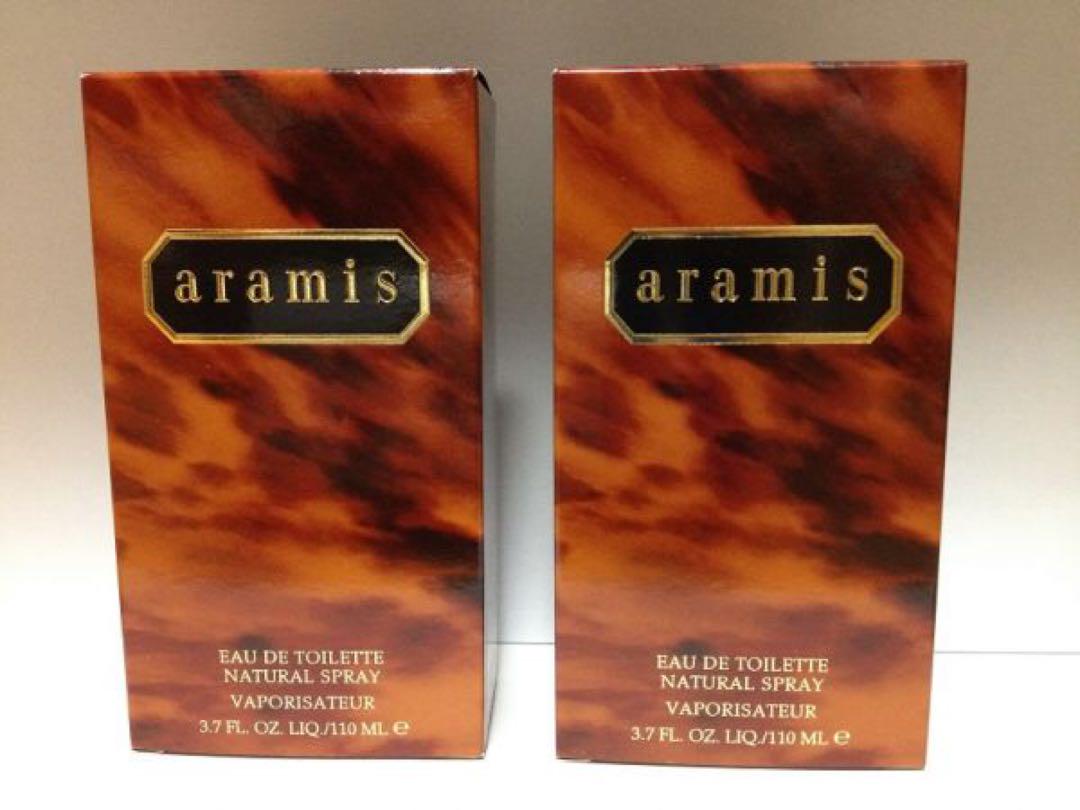 aramis
EAU DE TOILETTE
NATURAL SPRAY
VAPORISATEUR
3.7 FL. OZ. LIQ./110 ML ℮
aramis
EAU DE TOILETTE
NATURAL SPRAY
VAPORISATEUR
3.7 FL. OZ. LIQ./110 ML ℮